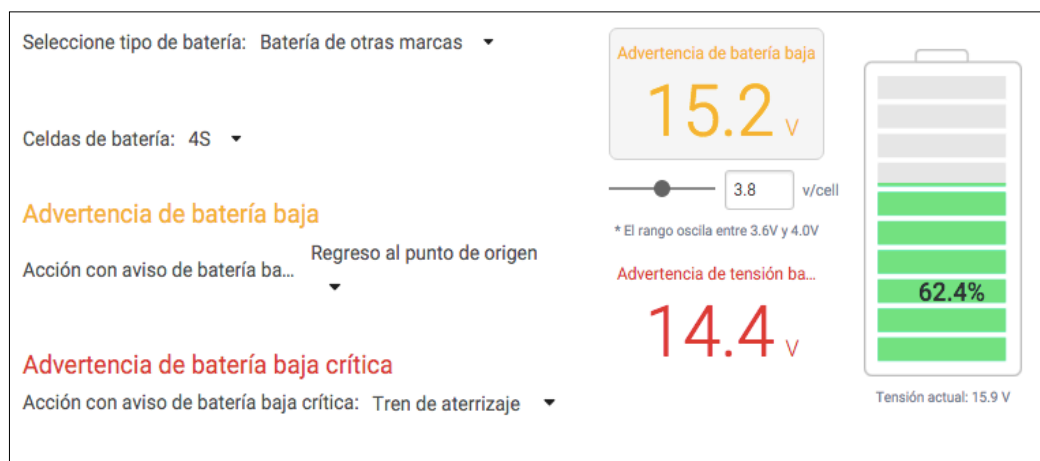 Seleccione tipo de batería: Batería de otras marcas
Celdas de batería: 4S
Advertencia de batería baja
Acción con aviso de batería ba... Regreso al punto de origen
Advertencia de batería baja crítica
Acción con aviso de batería baja crítica: Tren de aterrizaje
Advertencia de batería baja
15.2 V
3.8 v/cell
* El rango oscila entre 3.6V y 4.0V
Advertencia de tensión ba...
14.4 V
62.4%
Tensión actual: 15.9 V